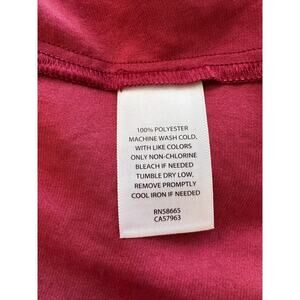 100% POLYESTER
MACHINE WASH COLD,
WITH LIKE COLORS
ONLY NON-CHLORINE
BLEACH IF NEEDED
TUMBLE DRY LOW,
REMOVE PROMPTLY
COOL IRON IF NEEDED
RN58665
CA57963